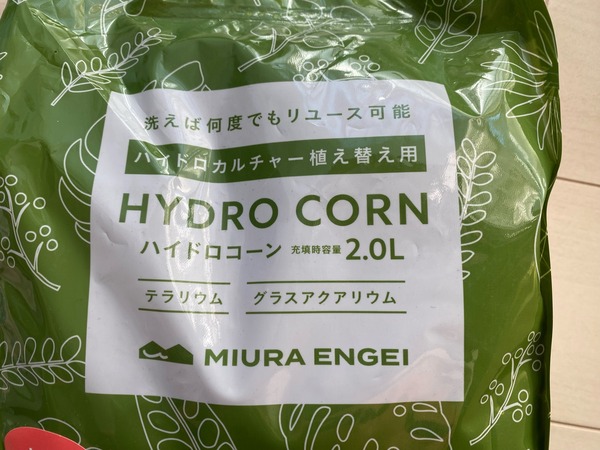 洗えば何度でもリユース可能
ハイドロカルチャー植え替え用
HYDRO CORN
ハイドロコーン 充填時容量 2.0L
テラリウム グラスアクアリウム
MIURA ENGEI